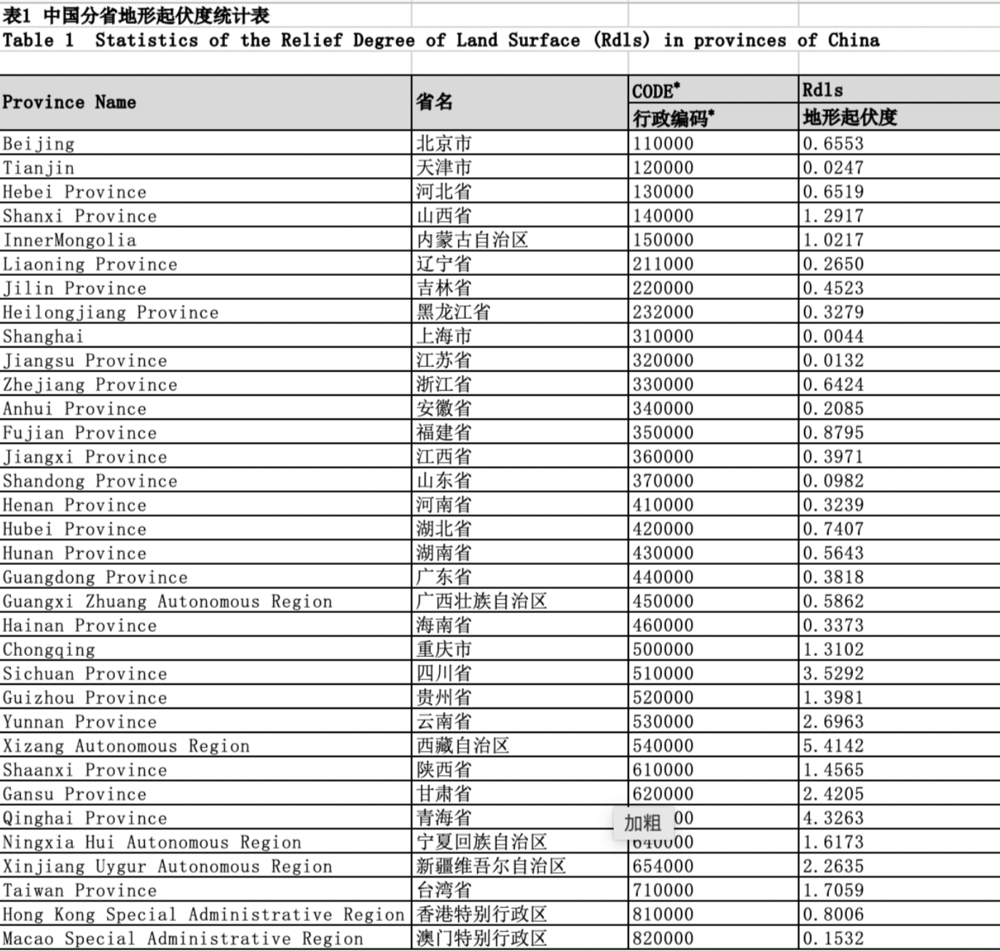 表1 中国分省地形起伏度统计表
Table 1 Statistics of the Relief Degree of Land Surface (Rdls) in provinces of China
Province Name 省名 CODE* Rdls
行政编码* 地形起伏度
Beijing 北京市 110000 0.6553
Tianjin 天津市 120000 0.0247
Hebei Province 河北省 130000 0.6519
Shanxi Province 山西省 140000 1.2917
InnerMongolia 内蒙古自治区 150000 1.0217
Liaoning Province 辽宁省 211000 0.2650
Jilin Province 吉林省 220000 0.4523
Heilongjiang Province 黑龙江省 232000 0.3279
Shanghai 上海市 310000 0.0044
Jiangsu Province 江苏省 320000 0.0132
Zhejiang Province 浙江省 330000 0.6424
Anhui Province 安徽省 340000 0.2085
Fujian Province 福建省 350000 0.8795
Jiangxi Province 江西省 360000 0.3971
Shandong Province 山东省 370000 0.0982
Henan Province 河南省 410000 0.3239
Hubei Province 湖北省 420000 0.7407
Hunan Province 湖南省 430000 0.5643
Guangdong Province 广东省 440000 0.3818
Guangxi Zhuang Autonomous Region 广西壮族自治区 450000 0.5862
Hainan Province 海南省 460000 0.3373
Chongqing 重庆市 500000 1.3102
Sichuan Province 四川省 510000 3.5292
Guizhou Province 贵州省 520000 1.3981
Yunnan Province 云南省 530000 2.6963
Xizang Autonomous Region 西藏自治区 540000 5.4142
Shaanxi Province 陕西省 610000 1.4565
Gansu Province 甘肃省 620000 2.4205
Qinghai Province 青海省 加粗 00 4.3263
Ningxia Hui Autonomous Region 宁夏回族自治区 640000 1.6173
Xinjiang Uygur Autonomous Region 新疆维吾尔自治区 654000 2.2635
Taiwan Province 台湾省 710000 1.7059
Hong Kong Special Administrative Region 香港特别行政区 810000 0.8006
Macao Special Administrative Region 澳门特别行政区 820000 0.1532